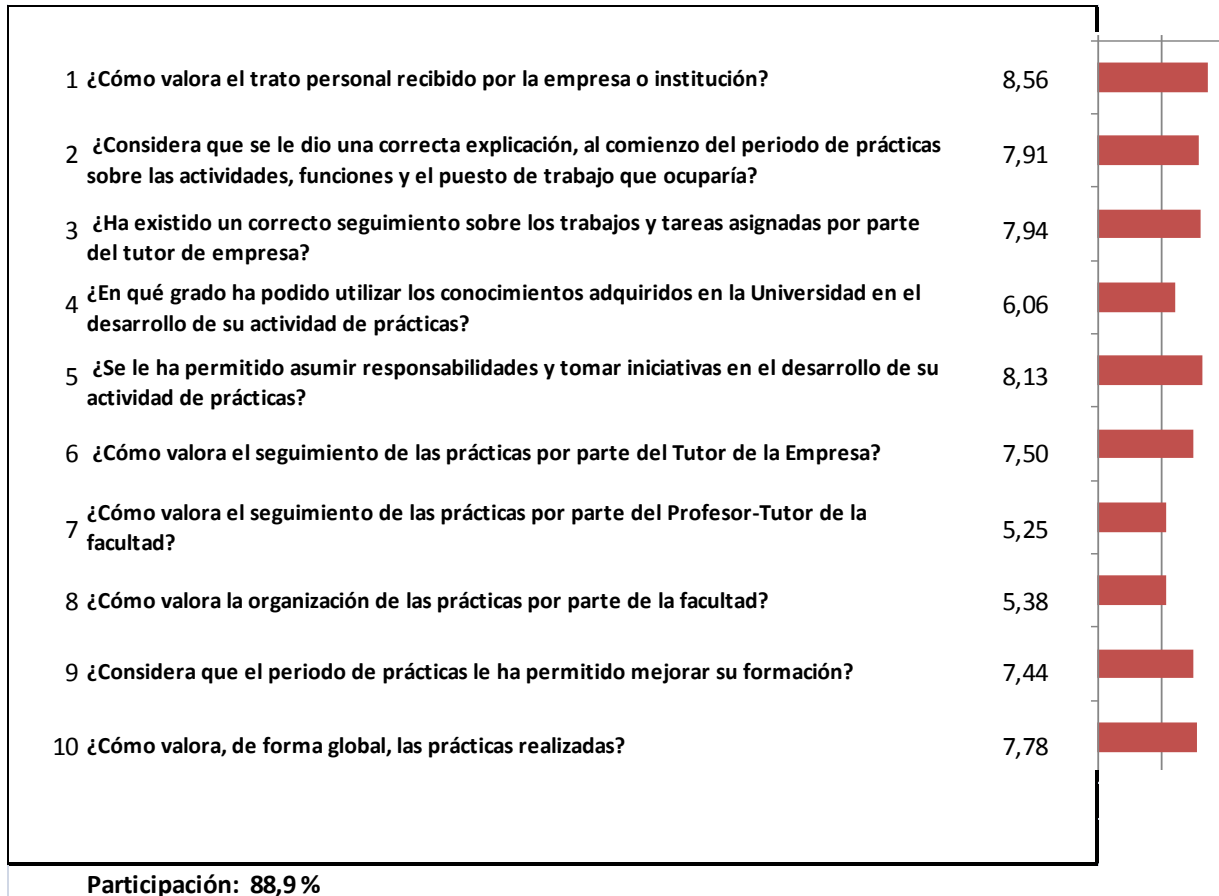 1 ¿Cómo valora el trato personal recibido por la empresa o institución? 8,56
2 ¿Considera que se le dio una correcta explicación, al comienzo del periodo de prácticas
sobre las actividades, funciones y el puesto de trabajo que ocuparía? 7,91
3 ¿Ha existido un correcto seguimiento sobre los trabajos y tareas asignadas por parte
del tutor de empresa? 7,94
4 ¿En qué grado ha podido utilizar los conocimientos adquiridos en la Universidad en el
desarrollo de su actividad de prácticas? 6,06
5 ¿Se le ha permitido asumir responsabilidades y tomar iniciativas en el desarrollo de su
actividad de prácticas? 8,13
6 ¿Cómo valora el seguimiento de las prácticas por parte del Tutor de la Empresa? 7,50
7 ¿Cómo valora el seguimiento de las prácticas por parte del Profesor-Tutor de la
facultad? 5,25
8 ¿Cómo valora la organización de las prácticas por parte de la facultad? 5,38
9 ¿Considera que el periodo de prácticas le ha permitido mejorar su formación? 7,44
10 ¿Cómo valora, de forma global, las prácticas realizadas? 7,78
Participación: 88,9 %